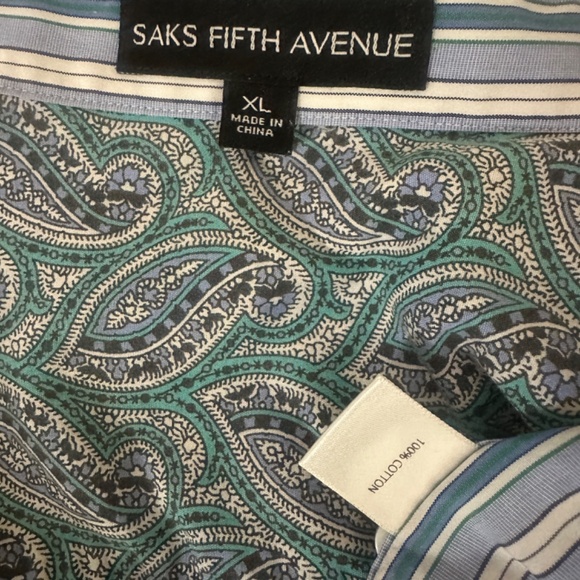 SAKS FIFTH AVENUE
XL
MADE IN
CHINA
100% COTTON